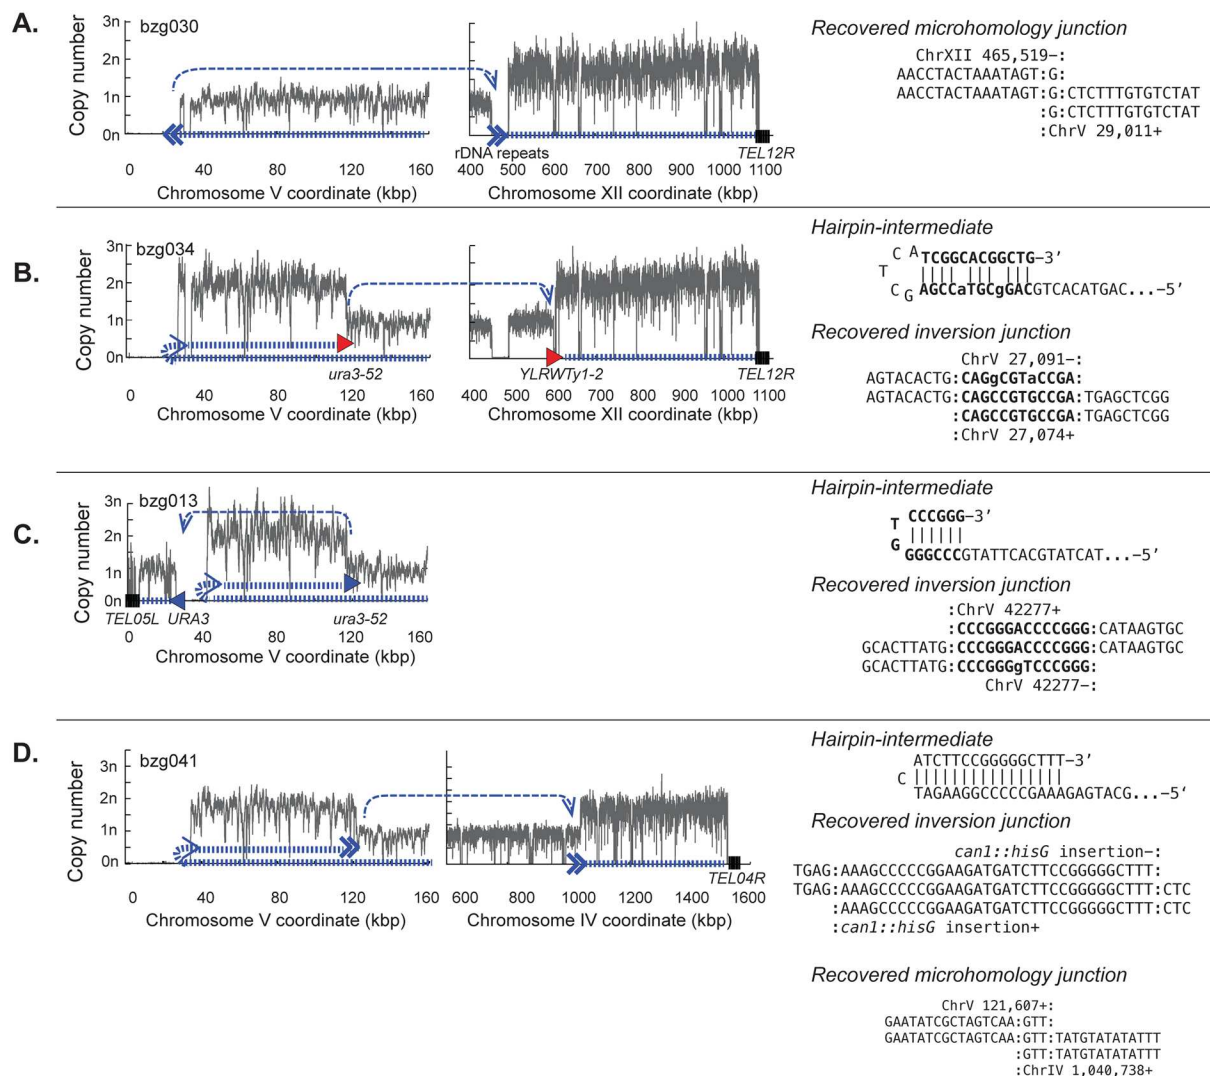 A.
bzg030
Copy number
3n
2n
1n
0n
rDNA repeats
TEL12R
0 40 80 120 160
400 500 600 700 800 900 1000 1100
Chromosome V coordinate (kbp)
Chromosome XII coordinate (kbp)
Recovered microhomology junction
ChrXII 465,519–:
AACCTACTAAATAGT:G:
AACCTACTAAATAGT:G:CTCTTTGTGTCTAT
:G:CTCTTTGTGTCTAT
:ChrV 29,011+
B.
bzg034
Copy number
3n
2n
1n
0n
ura3-52
YLRWTy1-2
TEL12R
0 40 80 120 160
400 500 600 700 800 900 1000 1100
Chromosome V coordinate (kbp)
Chromosome XII coordinate (kbp)
Hairpin-intermediate
C A TCGGCACGGCTG–3’
T
C G AGCCaTGCgGACGTCACATGAC...–5’
Recovered inversion junction
ChrV 27,091–:
AGTACACTG:CAGgCGTaCCGA:
AGTACACTG:CAGCCGTGCCGA:TGAGCTCGG
:CAGCCGTGCCGA:TGAGCTCGG
:ChrV 27,074+
C.
bzg013
Copy number
3n
2n
1n
0n
TEL05L
URA3
ura3-52
0 40 80 120 160
Chromosome V coordinate (kbp)
Hairpin-intermediate
T CCCGGG–3’
G GGGCCCGTATTCACGTATCAT...–5’
Recovered inversion junction
:ChrV 42277+
:CCCGGGACCCCGGG:CATAAGTGC
GCACTTATG:CCCGGGACCCCGGG:CATAAGTGC
GCACTTATG:CCCGGGgTCCCGGG:
ChrV 42277–:
D.
bzg041
Copy number
3n
2n
1n
0n
TEL04R
0 40 80 120 160
600 800 1000 1200 1400 1600
Chromosome V coordinate (kbp)
Chromosome IV coordinate (kbp)
Hairpin-intermediate
ATCTTCCGGGGGCTTT–3’
C
TAGAAGGCCCCCGAAAGAGTACG...–5‘
Recovered inversion junction
can1::hisG insertion–:
TGAG:AAAGCCCCCGGAAGATGATCTTCCGGGGGCTTT:
TGAG:AAAGCCCCCGGAAGATGATCTTCCGGGGGCTTT:CTC
:AAAGCCCCCGGAAGATGATCTTCCGGGGGCTTT:CTC
:can1::hisG insertion+
Recovered microhomology junction
ChrV 121,607+:
GAATATCGCTAGTCAA:GTT:
GAATATCGCTAGTCAA:GTT:TATGTATATATTT
:GTT:TATGTATATATTT
:ChrIV 1,040,738+